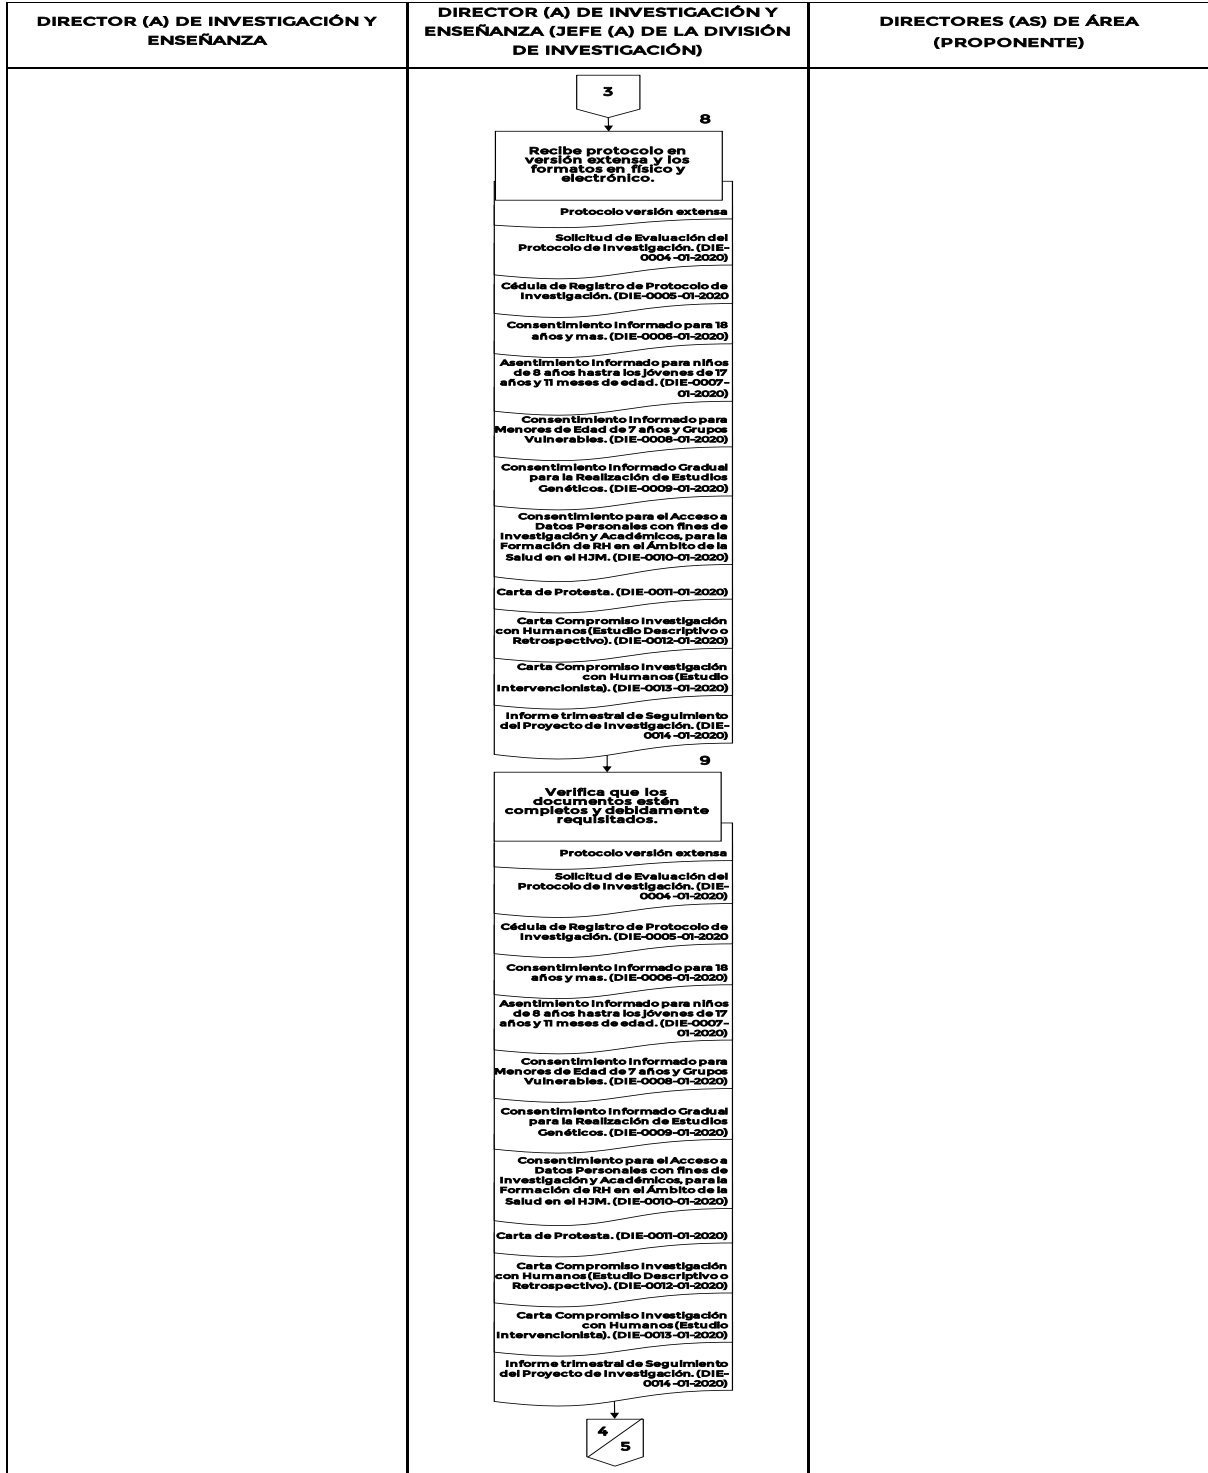 DIRECTOR (A) DE INVESTIGACIÓN Y
ENSEÑANZA
DIRECTOR (A) DE INVESTIGACIÓN Y
ENSEÑANZA (JEFE (A) DE LA DIVISIÓN
DE INVESTIGACIÓN)
DIRECTORES (AS) DE ÁREA
(PROPONENTE)
3
8
Recibe protocolo en
versión extensa y los
formatos en físico y
electrónico.
Protocolo versión extensa
Solicitud de Evaluación del
Protocolo de Investigación. (DIE-
0004-01-2020)
Cédula de Registro de Protocolo de
Investigación. (DIE-0005-01-2020
Consentimiento Informado para 18
años y mas. (DIE-0006-01-2020)
Asentimiento Informado para niños
de 8 años hastra los jóvenes de 17
años y 11 meses de edad. (DIE-0007-
01-2020)
Consentimiento Informado para
Menores de Edad de 7 años y Grupos
Vulnerables. (DIE-0008-01-2020)
Consentimiento Informado Gradual
para la Realización de Estudios
Genéticos. (DIE-0009-01-2020)
Consentimiento para el Acceso a
Datos Personales con fines de
Investigación y Académicos, para la
Formación de RH en el Ámbito de la
Salud en el HJM. (DIE-0010-01-2020)
Carta de Protesta. (DIE-0011-01-2020)
Carta Compromiso Investigación
con Humanos (Estudio Descriptivo o
Retrospectivo). (DIE-0012-01-2020)
Carta Compromiso Investigación
con Humanos (Estudio
Intervencionista). (DIE-0013-01-2020)
Informe trimestral de Seguimiento
del Proyecto de Investigación. (DIE-
0014-01-2020)
9
Verifica que los
documentos estén
completos y debidamente
requisitados.
Protocolo versión extensa
Solicitud de Evaluación del
Protocolo de Investigación. (DIE-
0004-01-2020)
Cédula de Registro de Protocolo de
Investigación. (DIE-0005-01-2020
Consentimiento Informado para 18
años y mas. (DIE-0006-01-2020)
Asentimiento Informado para niños
de 8 años hastra los jóvenes de 17
años y 11 meses de edad. (DIE-0007-
01-2020)
Consentimiento Informado para
Menores de Edad de 7 años y Grupos
Vulnerables. (DIE-0008-01-2020)
Consentimiento Informado Gradual
para la Realización de Estudios
Genéticos. (DIE-0009-01-2020)
Consentimiento para el Acceso a
Datos Personales con fines de
Investigación y Académicos, para la
Formación de RH en el Ámbito de la
Salud en el HJM. (DIE-0010-01-2020)
Carta de Protesta. (DIE-0011-01-2020)
Carta Compromiso Investigación
con Humanos (Estudio Descriptivo o
Retrospectivo). (DIE-0012-01-2020)
Carta Compromiso Investigación
con Humanos (Estudio
Intervencionista). (DIE-0013-01-2020)
Informe trimestral de Seguimiento
del Proyecto de Investigación. (DIE-
0014-01-2020)
4
5